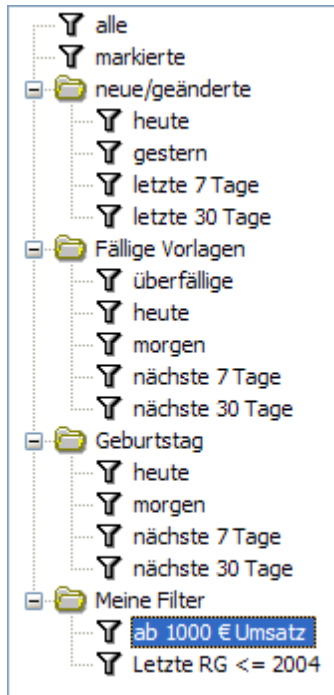 alle
markierte
neue/geänderte
heute
gestern
letzte 7 Tage
letzte 30 Tage
Fällige Vorlagen
überfällige
heute
morgen
nächste 7 Tage
nächste 30 Tage
Geburtstag
heute
morgen
nächste 7 Tage
nächste 30 Tage
Meine Filter
ab 1000 € Umsatz
Letzte RG <= 2004